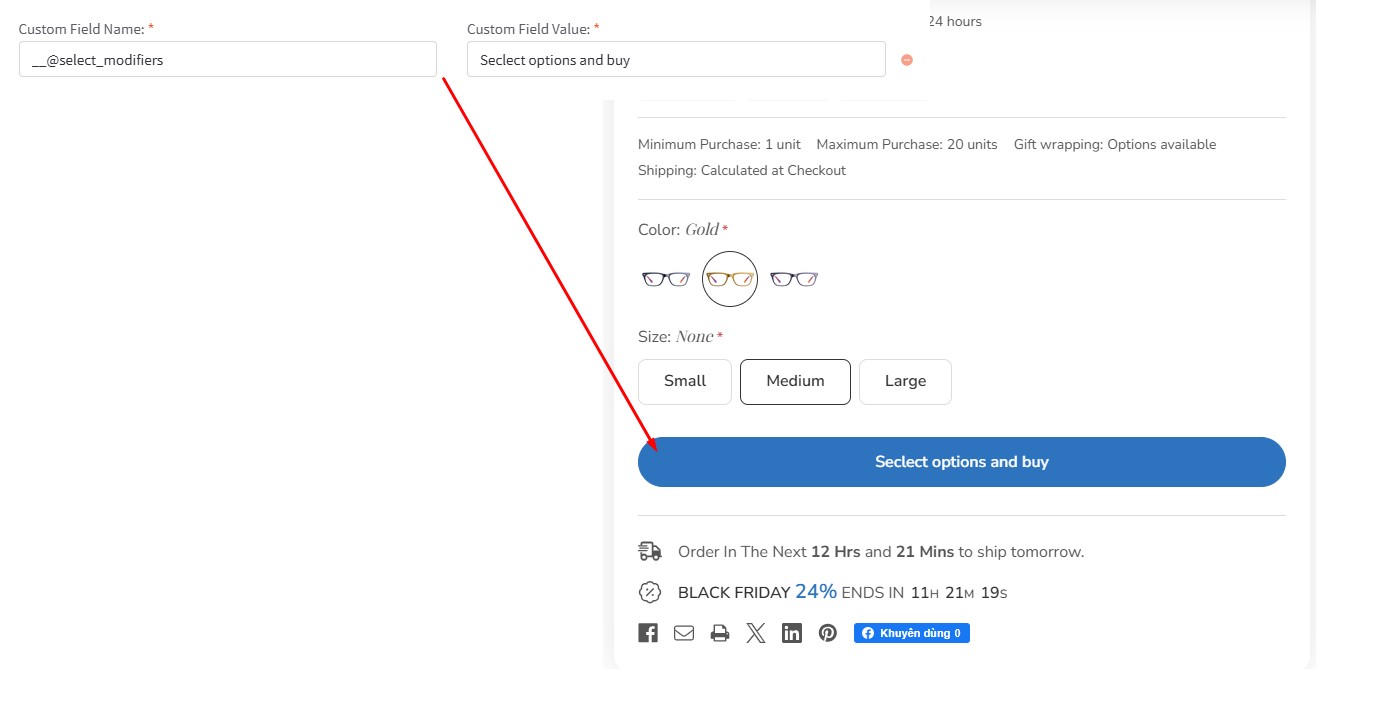 Custom Field Name: *
Custom Field Value: *
24 hours
__@select_modifiers
Seclect options and buy
Minimum Purchase: 1 unit Maximum Purchase: 20 units Gift wrapping: Options available
Shipping: Calculated at Checkout
Color: Gold *
Size: None *
Small
Medium
Large
Seclect options and buy
Order In The Next 12 Hrs and 21 Mins to ship tomorrow.
BLACK FRIDAY 24% ENDS IN 11H 21M 19S
Khuyên dùng 0